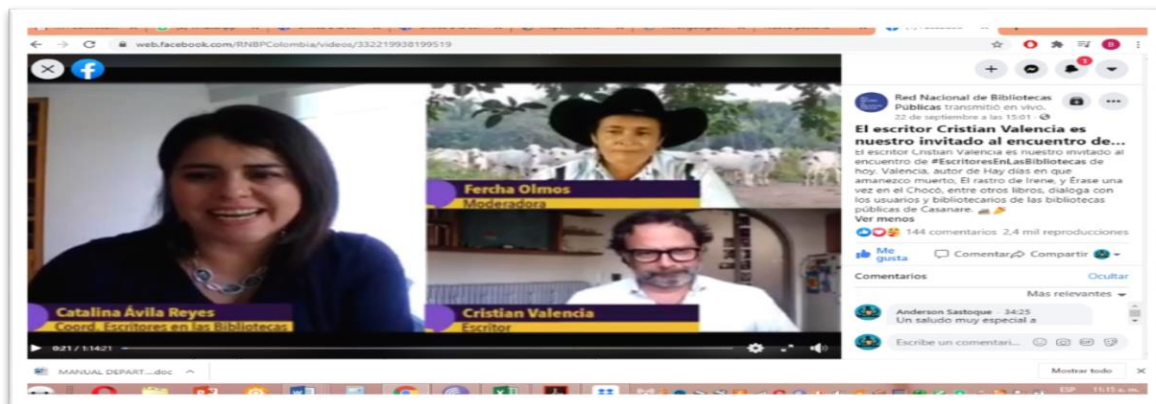 web.facebook.com/RNBPColombia/videos/332219938199519
Fercha Olmos
Moderadora
Catalina Ávila Reyes
Coord. Escritores en las Bibliotecas
Cristian Valencia
Escritor
0:21 / 1:14:21
1
Red Nacional de Bibliotecas
Públicas transmitió en vivo.
22 de septiembre a las 15:01 ·
El escritor Cristian Valencia es
nuestro invitado al encuentro de...
El escritor Cristian Valencia es nuestro invitado al
encuentro de #EscritoresEnLasBibliotecas de
hoy. Valencia, autor de Hay días en que
amanezco muerto, El rastro de Irene, y Érase una
vez en el Chocó, entre otros libros, dialoga con
los usuarios y bibliotecarios de las bibliotecas
públicas de Casanare.
Ver menos
144 comentarios 2,4 mil reproducciones
Me
gusta
Comentar Compartir
Comentarios Ocultar
Más relevantes
Anderson Sastoque · 34:25
Un saludo muy especial a
Escribe un comentari...
MANUAL DEPART....doc
Mostrar todo
ESP 11:15 a. m.